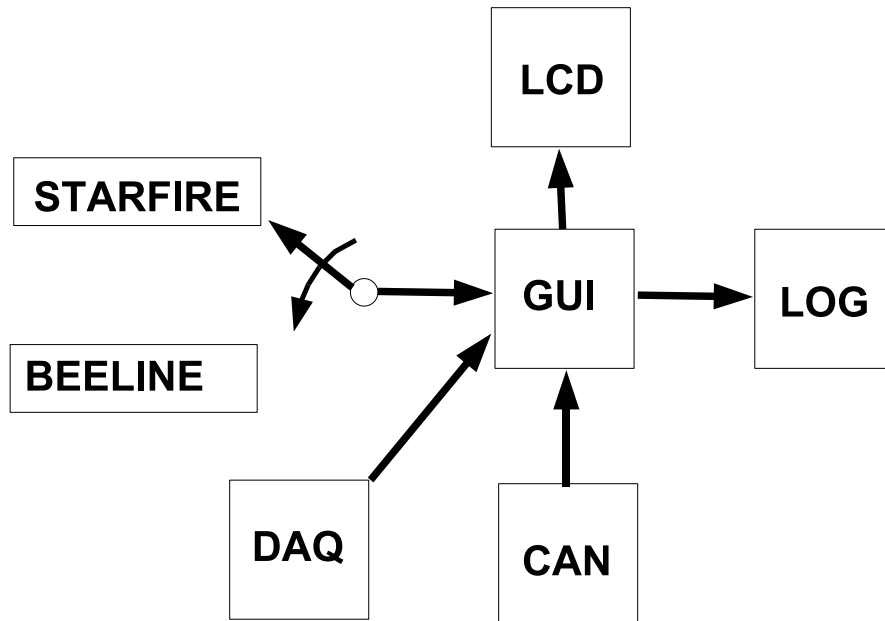 LCD
STARFIRE
GUI
LOG
BEELINE
DAQ
CAN